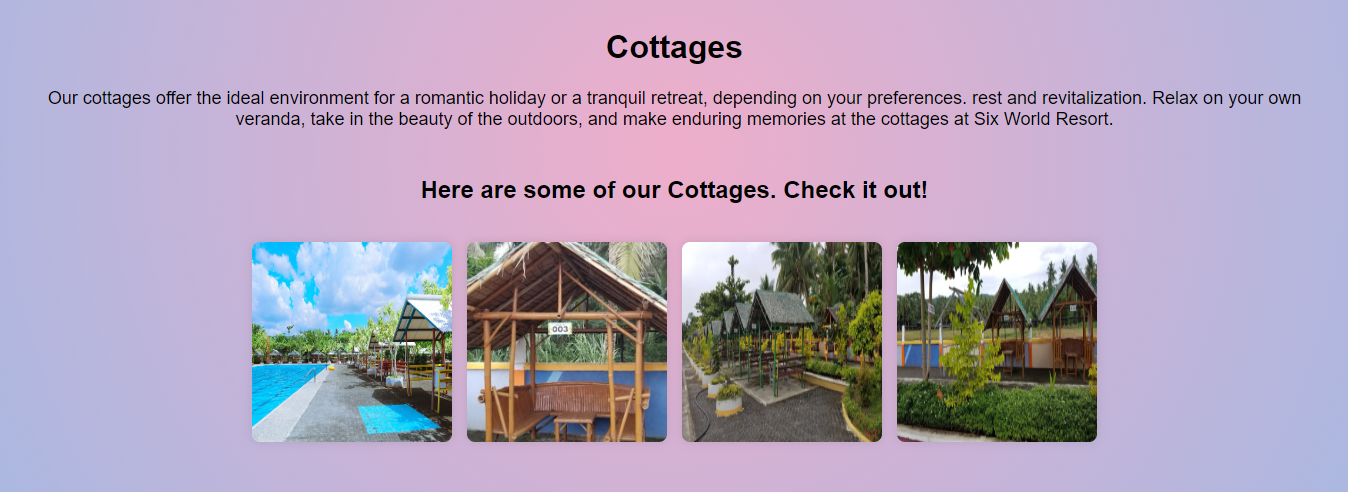 Cottages
Our cottages offer the ideal environment for a romantic holiday or a tranquil retreat, depending on your preferences. rest and revitalization. Relax on your own
veranda, take in the beauty of the outdoors, and make enduring memories at the cottages at Six World Resort.
Here are some of our Cottages. Check it out!
003